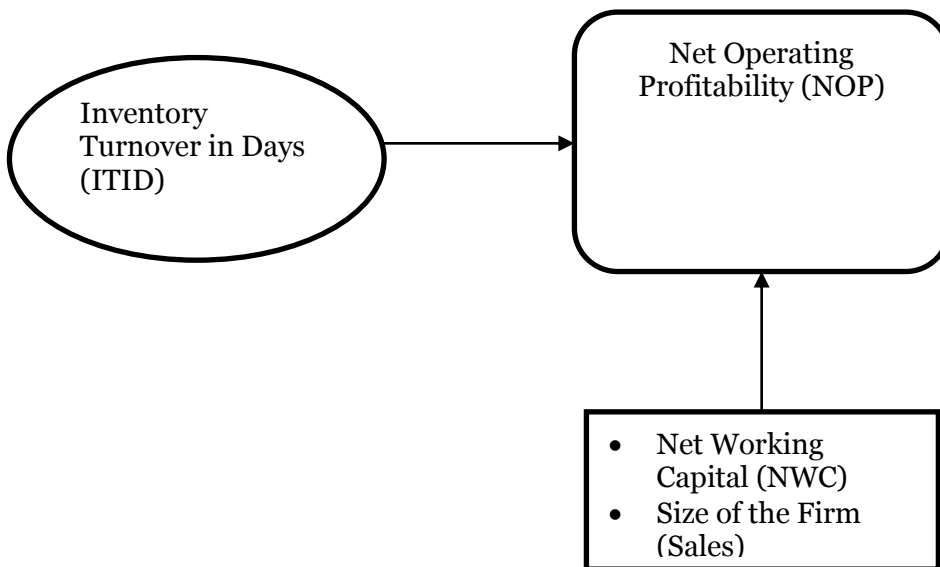 Net Operating
Profitability (NOP)
Inventory
Turnover in Days
(ITID)
• Net Working
Capital (NWC)
• Size of the Firm
(Sales)